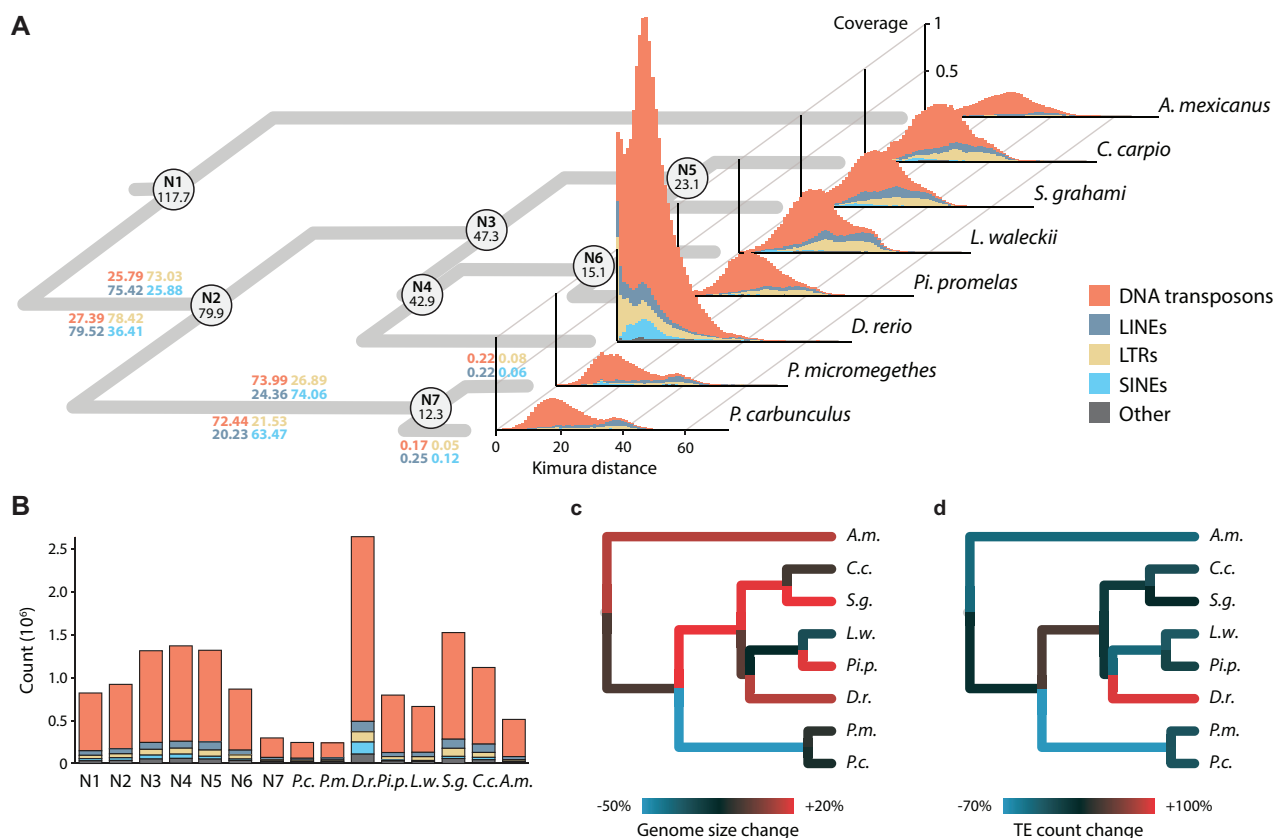 A
Coverage
1
0.5
A. mexicanus
C. carpio
S. grahami
L. waleckii
Pi. promelas
D. rerio
P. micromegethes
P. carbunculus
N1
117.7
N5
23.1
N3
47.3
N6
15.1
25.79 73.03
75.42 25.88
N2
79.9
N4
42.9
27.39 78.42
79.52 36.41
DNA transposons
LINEs
LTRs
SINEs
Other
0.22 0.08
0.22 0.06
73.99 26.89
24.36 74.06
N7
12.3
72.44 21.53
20.23 63.47
0.17 0.05
0.25 0.12
0 20 40 60
Kimura distance
B
Count (10⁶)
2.5
2.0
1.5
1.0
0.5
0
N1 N2 N3 N4 N5 N6 N7 P.c. P.m. D.r. Pi.p. L.w. S.g. C.c. A.m.
c
A.m.
C.c.
S.g.
L.w.
Pi.p.
D.r.
P.m.
P.c.
-50% +20%
Genome size change
d
A.m.
C.c.
S.g.
L.w.
Pi.p.
D.r.
P.m.
P.c.
-70% +100%
TE count change